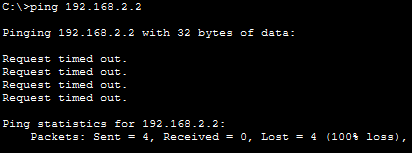 C:\>ping 192.168.2.2
Pinging 192.168.2.2 with 32 bytes of data:
Request timed out.
Request timed out.
Request timed out.
Request timed out.
Ping statistics for 192.168.2.2:
    Packets: Sent = 4, Received = 0, Lost = 4 (100% loss),